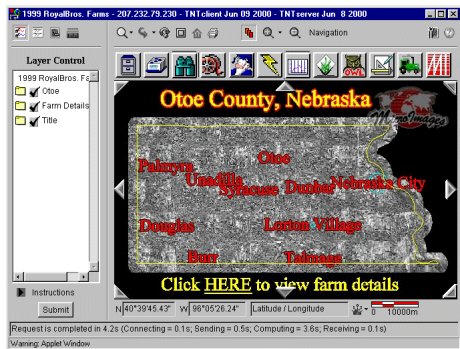 1999 RoyalBros. Farms - 207.232.79.230 - TNTclient Jun 09 2000 - TNTserver Jun 8 2000
Navigation
Layer Control
1999 RoyalBros. Fa
Otoe
Farm Details
Title
Otoe County, Nebraska
MicroImages
Otoe
Palmyra
Unadilla
Syracuse Dunbar Nebraska City
Douglas
Lorton Village
Burr
Talmage
Click HERE to view farm details
Instructions
Submit
N 40°39'45.43" W 96°05'26.24" Latitude / Longitude
0 10000m
Request is completed in 4.2s (Connecting = 0.1s; Sending = 0.5s; Computing = 3.6s; Receiving = 0.1s)
Warning: Applet Window